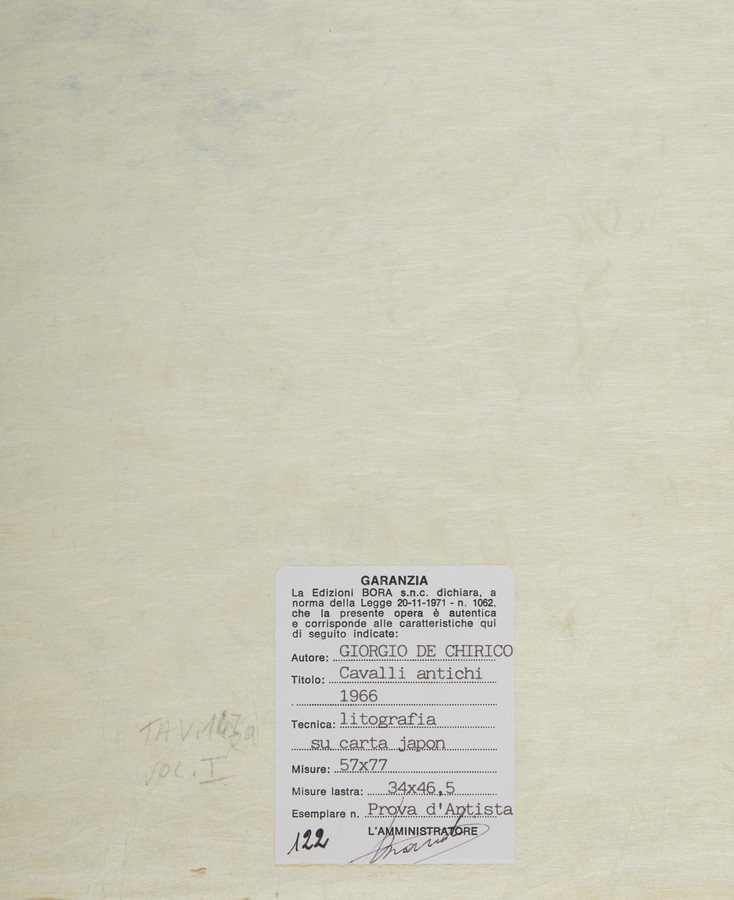 GARANZIA
La Edizioni BORA s.n.c. dichiara, a
norma della Legge 20-11-1971 - n. 1062,
che la presente opera è autentica
e corrisponde alle caratteristiche qui
di seguito indicate:
Autore: GIORGIO DE CHIRICO
Titolo: Cavalli antichi
1966
Tecnica: litografia
su carta japon
Misure: 57x77
Misure lastra: 34x46,5
Esemplare n. Prova d'Artista
L'AMMINISTRATORE
122
TAV.
VOL. I